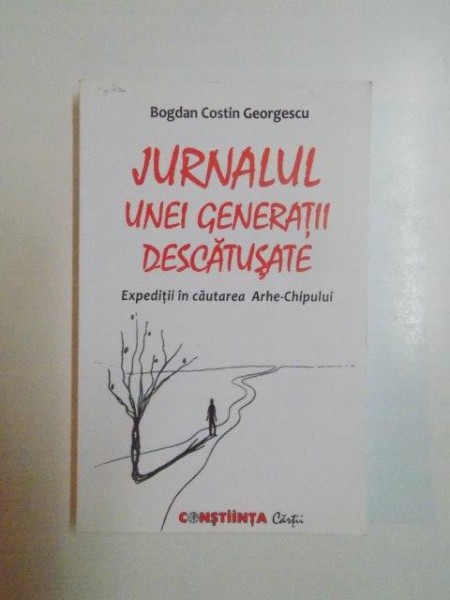 Bogdan Costin Georgescu
JURNALUL
UNEI GENERAȚII
DESCĂTUȘATE
Expediții în căutarea Arhe-Chipului
CONȘTIINȚA Cărții